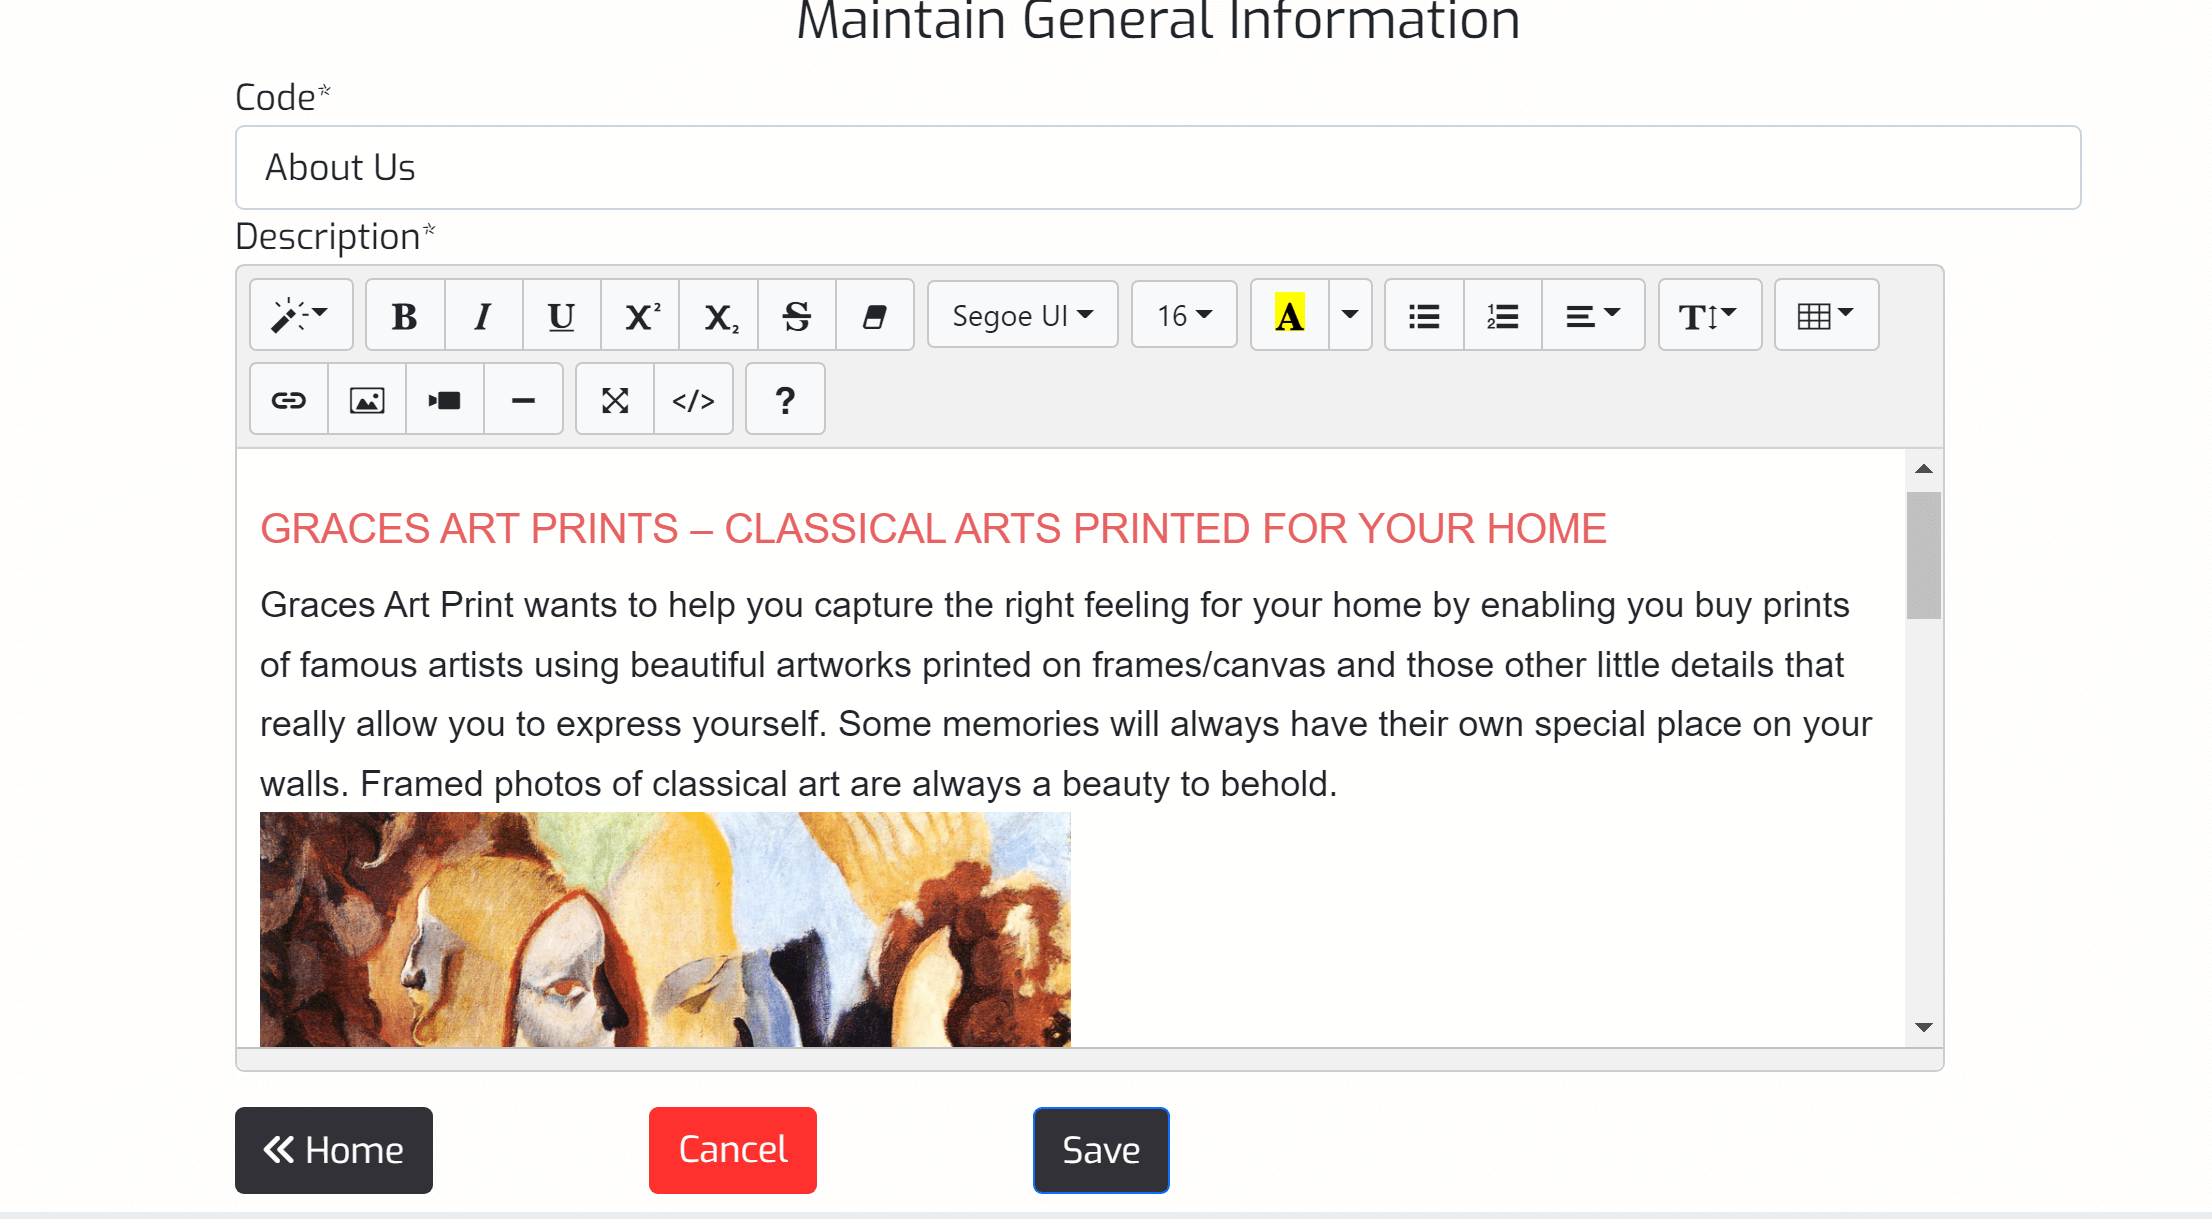 Maintain General Information
Code*
About Us
Description*
B I U X² X₂ S Segoe UI 16 A T
</> ?
GRACES ART PRINTS – CLASSICAL ARTS PRINTED FOR YOUR HOME
Graces Art Print wants to help you capture the right feeling for your home by enabling you buy prints
of famous artists using beautiful artworks printed on frames/canvas and those other little details that
really allow you to express yourself. Some memories will always have their own special place on your
walls. Framed photos of classical art are always a beauty to behold.
« Home Cancel Save